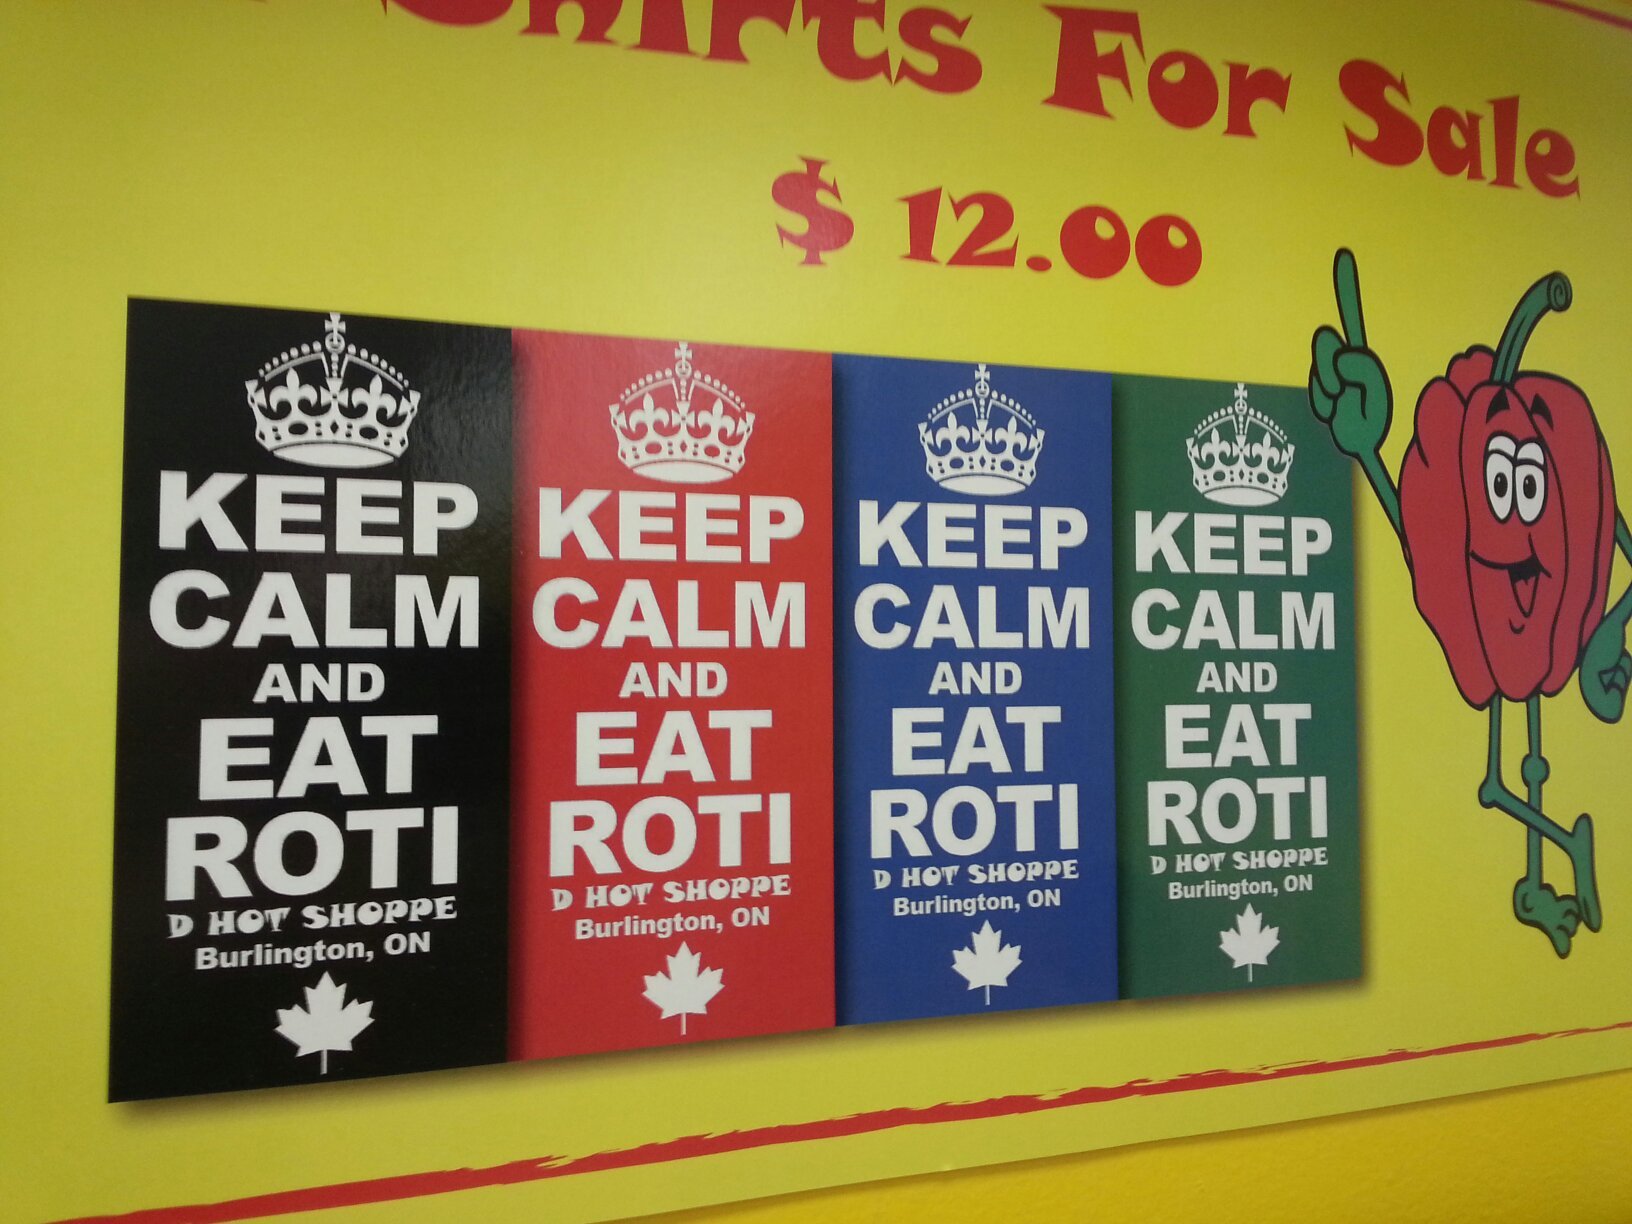 Shirts For Sale
$ 12.00
KEEP
CALM
AND
EAT
ROTI
D HOT SHOPPE
Burlington, ON
KEEP
CALM
AND
EAT
ROTI
D HOT SHOPPE
Burlington, ON
KEEP
CALM
AND
EAT
ROTI
D HOT SHOPPE
Burlington, ON
KEEP
CALM
AND
EAT
ROTI
D HOT SHOPPE
Burlington, ON